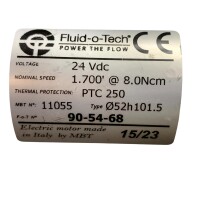 Fluid-o-Tech®
POWER THE FLOW
VOLTAGE: 24 Vdc
NOMINAL SPEED 1.700' @ 8.0Ncm
THERMAL PROTECTION: PTC 250
MBT N°: 11055 Type Ø52h101.5
F.o.T N° 90-54-68
Electric motor made
in Italy by MBT 15/23